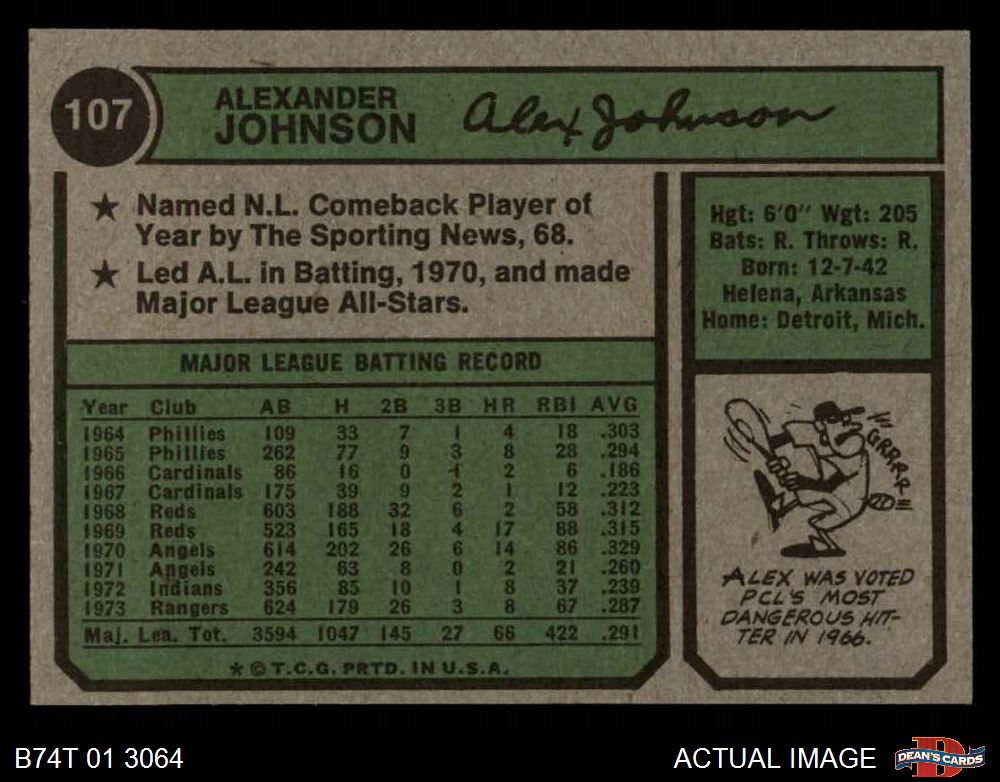 107
ALEXANDER
JOHNSON
Alex Johnson
★ Named N.L. Comeback Player of
Year by The Sporting News, 68.
★ Led A.L. in Batting, 1970, and made
Major League All-Stars.
Hgt: 6'0" Wgt: 205
Bats: R. Throws: R.
Born: 12-7-42
Helena, Arkansas
Home: Detroit, Mich.
MAJOR LEAGUE BATTING RECORD
Year Club AB H 2B 3B HR RBI AVG
1964 Phillies 109 33 7 1 4 18 .303
1965 Phillies 262 77 9 3 8 28 .294
1966 Cardinals 86 16 0 1 2 6 .186
1967 Cardinals 175 39 9 2 1 12 .223
1968 Reds 603 188 32 6 2 58 .312
1969 Reds 523 165 18 4 17 88 .315
1970 Angels 614 202 26 6 14 86 .329
1971 Angels 242 63 8 0 2 21 .260
1972 Indians 356 85 10 1 8 37 .239
1973 Rangers 624 179 26 3 8 67 .287
Maj. Lea. Tot. 3594 1047 145 27 66 422 .291
★ © T.C.G. PRTD. IN U.S.A.
GRRRR
ALEX WAS VOTED
PCL'S MOST
DANGEROUS HIT-
TER IN 1966.
B74T 01 3064
ACTUAL IMAGE
D
DEAN'S CARDS